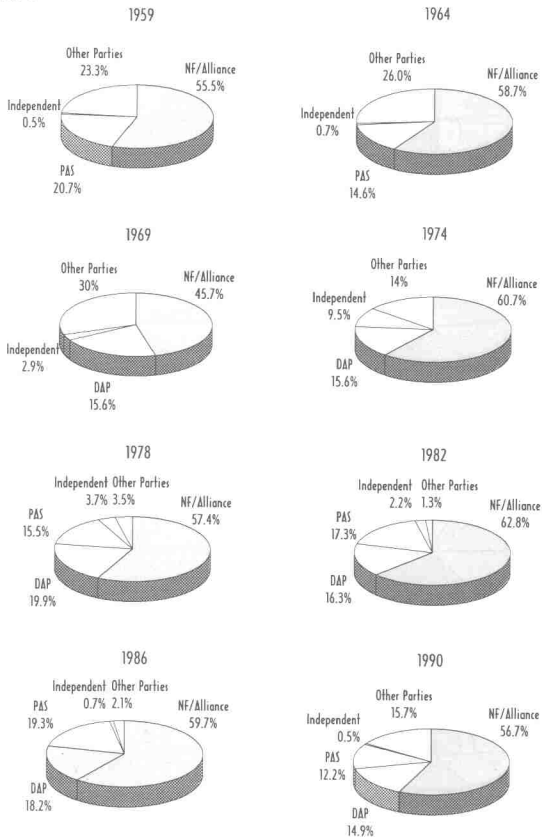 1959
Other Parties
23.3%
NF/Alliance
55.5%
Independent
0.5%
PAS
20.7%
1964
Other Parties
26.0%
NF/Alliance
58.7%
Independent
0.7%
PAS
14.6%
1969
Other Parties
30%
NF/Alliance
45.7%
Independent
2.9%
DAP
15.6%
1974
Other Parties
14%
NF/Alliance
60.7%
Independent
9.5%
DAP
15.6%
1978
Independent Other Parties
3.7% 3.5%
NF/Alliance
57.4%
PAS
15.5%
DAP
19.9%
1982
Independent Other Parties
2.2% 1.3%
NF/Alliance
62.8%
PAS
17.3%
DAP
16.3%
1986
Independent Other Parties
0.7% 2.1%
NF/Alliance
59.7%
PAS
19.3%
DAP
18.2%
1990
Other Parties
15.7%
NF/Alliance
56.7%
Independent
0.5%
PAS
12.2%
DAP
14.9%